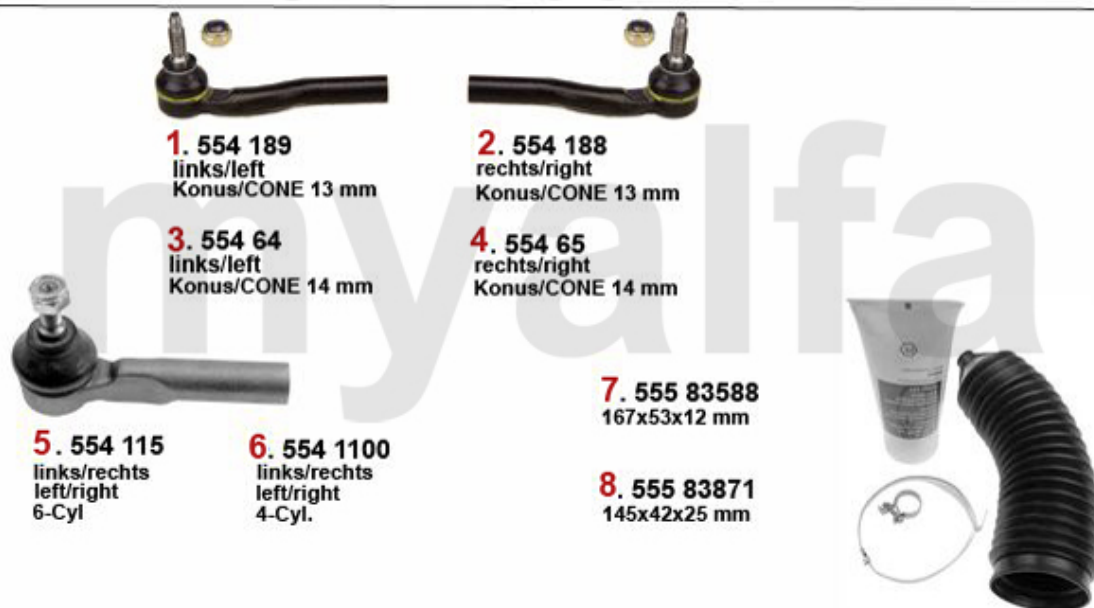 1. 554 189
links/left
Konus/CONE 13 mm
2. 554 188
rechts/right
Konus/CONE 13 mm
3. 554 64
links/left
Konus/CONE 14 mm
4. 554 65
rechts/right
Konus/CONE 14 mm
myalfa
5. 554 115
links/rechts
left/right
6-Cyl
6. 554 1100
links/rechts
left/right
4-Cyl.
7. 555 83588
167x53x12 mm
8. 555 83871
145x42x25 mm